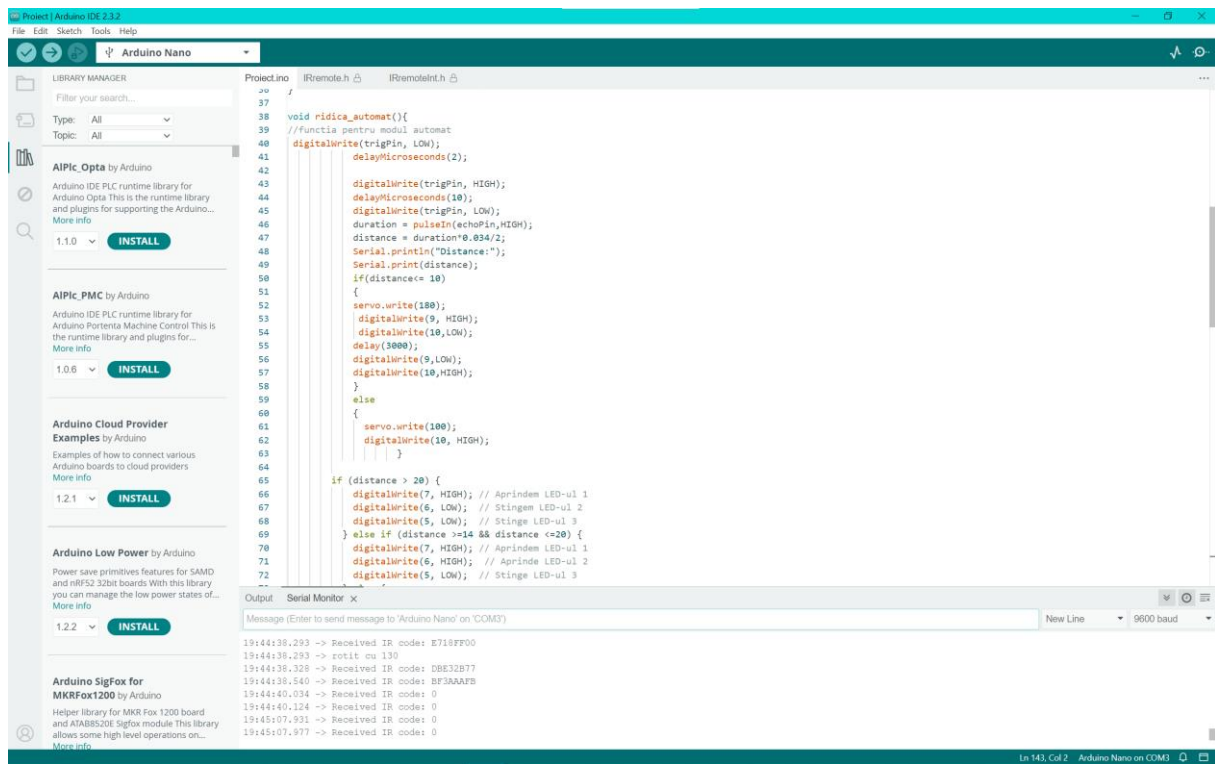 Proiect | Arduino IDE 2.3.2
File Edit Sketch Tools Help
Arduino Nano
LIBRARY MANAGER
Filter your search...
Type: All
Topic: All
AIPlc_Opta by Arduino
Arduino IDE PLC runtime library for
Arduino Opta This is the runtime library
and plugins for supporting the Arduino...
More info
1.1.0 INSTALL
AIPlc_PMC by Arduino
Arduino IDE PLC runtime library for
Arduino Portenta Machine Control This is
the runtime library and plugins for...
More info
1.0.6 INSTALL
Arduino Cloud Provider
Examples by Arduino
Examples of how to connect various
Arduino boards to cloud providers
More info
1.2.1 INSTALL
Arduino Low Power by Arduino
Power save primitives features for SAMD
and nRF52 32bit boards With this library
you can manage the low power states of...
More info
1.2.2 INSTALL
Arduino SigFox for
MKRFox1200 by Arduino
Helper library for MKR Fox 1200 board
and ATAB8520E Sigfox module This library
allows some high level operations on...
More info
Proiect.ino IRremote.h IRremoteInt.h ...
36 }
37
38 void ridica_automat(){
39 //functia pentru modul automat
40 digitalWrite(trigPin, LOW);
41 delayMicroseconds(2);
42
43 digitalWrite(trigPin, HIGH);
44 delayMicroseconds(10);
45 digitalWrite(trigPin, LOW);
46 duration = pulseIn(echoPin,HIGH);
47 distance = duration*0.034/2;
48 Serial.println("Distance:");
49 Serial.print(distance);
50 if(distance<= 10)
51 {
52 servo.write(180);
53 digitalWrite(9, HIGH);
54 digitalWrite(10,LOW);
55 delay(3000);
56 digitalWrite(9,LOW);
57 digitalWrite(10,HIGH);
58 }
59 else
60 {
61 servo.write(100);
62 digitalWrite(10, HIGH);
63 }
64
65 if (distance > 20) {
66 digitalWrite(7, HIGH); // Aprindem LED-ul 1
67 digitalWrite(6, LOW); // Stingem LED-ul 2
68 digitalWrite(5, LOW); // Stinge LED-ul 3
69 } else if (distance >=14 && distance <=20) {
70 digitalWrite(7, HIGH); // Aprindem LED-ul 1
71 digitalWrite(6, HIGH); // Aprinde LED-ul 2
72 digitalWrite(5, LOW); // Stinge LED-ul 3
Output Serial Monitor
Message (Enter to send message to 'Arduino Nano' on 'COM3')
New Line 9600 baud
19:44:38.293 -> Received IR code: E718FF00
19:44:38.293 -> rotit cu 130
19:44:38.328 -> Received IR code: DBE32B77
19:44:38.540 -> Received IR code: BF3AAAFB
19:44:40.034 -> Received IR code: 0
19:44:40.124 -> Received IR code: 0
19:45:07.931 -> Received IR code: 0
19:45:07.977 -> Received IR code: 0
Ln 143, Col 2 Arduino Nano on COM3